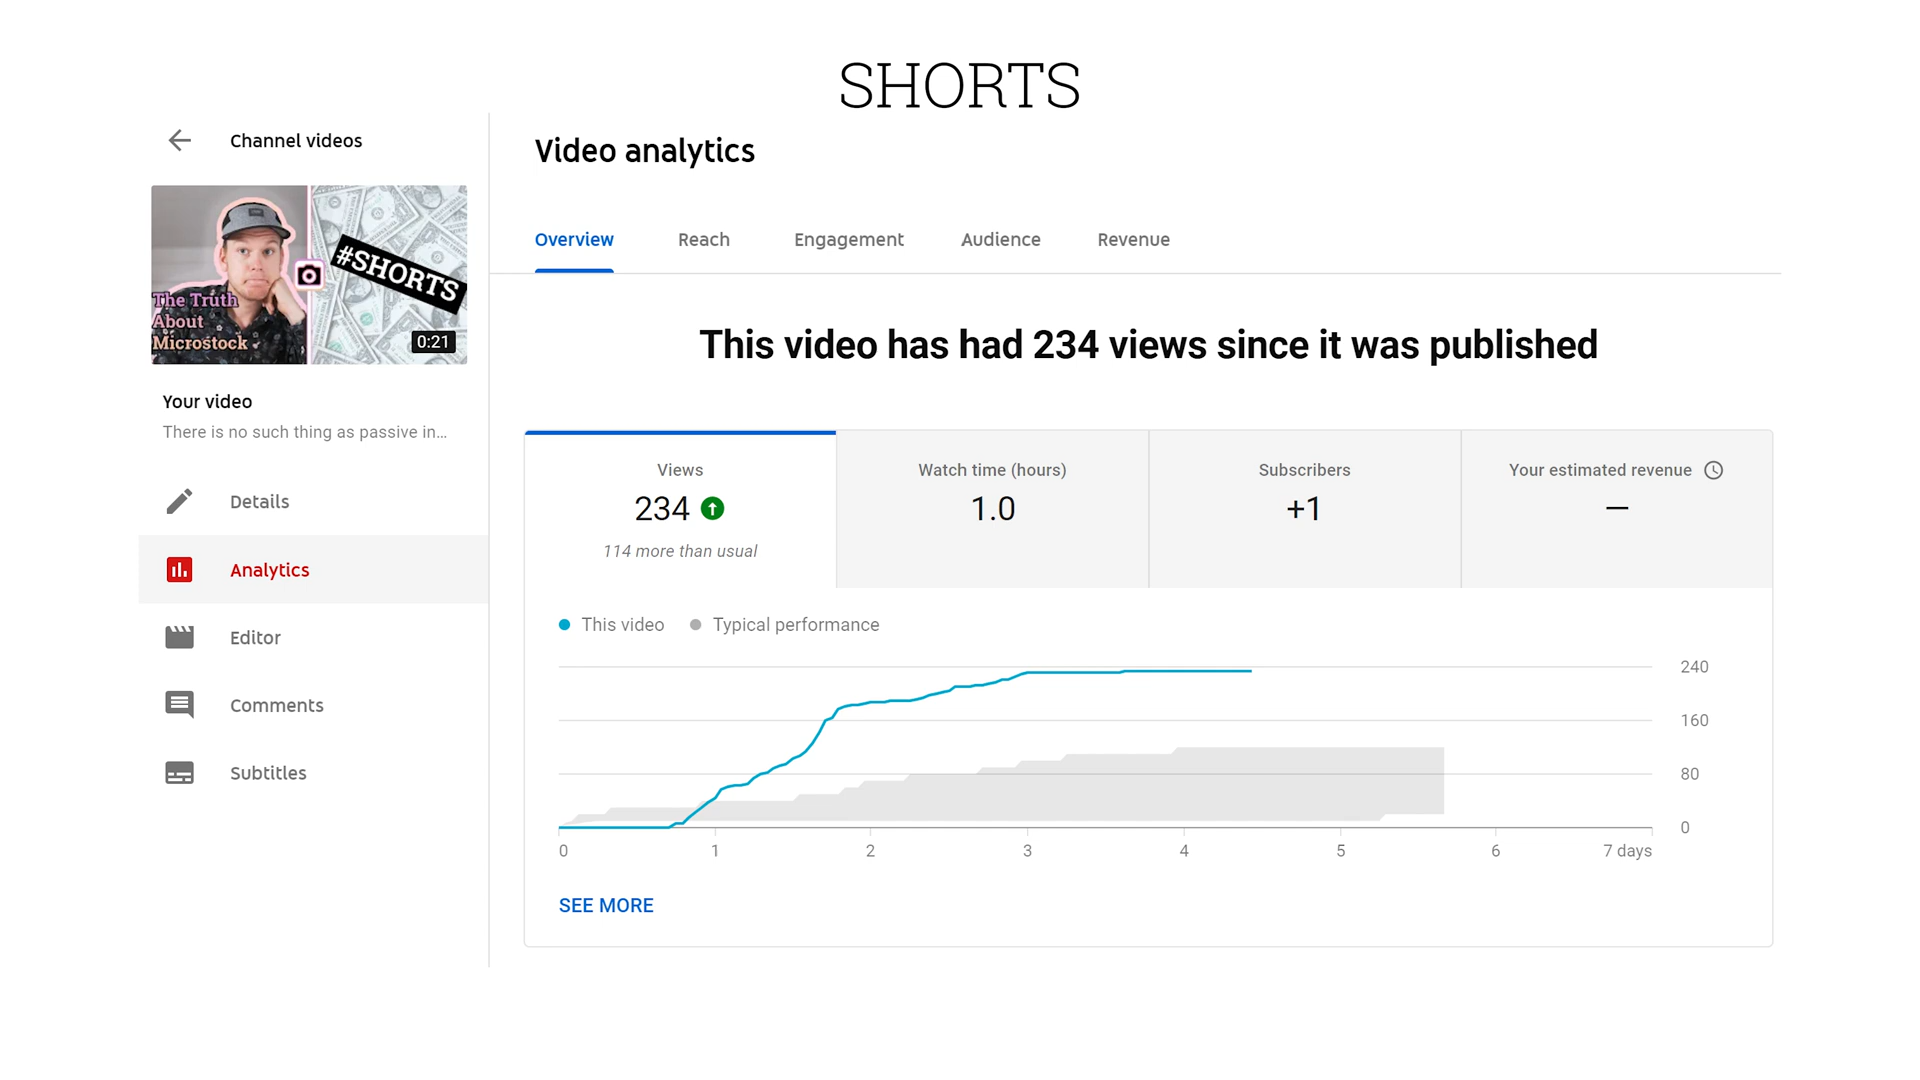 SHORTS
Channel videos
#SHORTS
The Truth
About
Microstock
0:21
Your video
There is no such thing as passive in...
Details
Analytics
Editor
Comments
Subtitles
Video analytics
Overview Reach Engagement Audience Revenue
This video has had 234 views since it was published
Views
234
114 more than usual
Watch time (hours)
1.0
Subscribers
+1
Your estimated revenue
—
This video Typical performance
240
160
80
0
0 1 2 3 4 5 6 7 days
SEE MORE